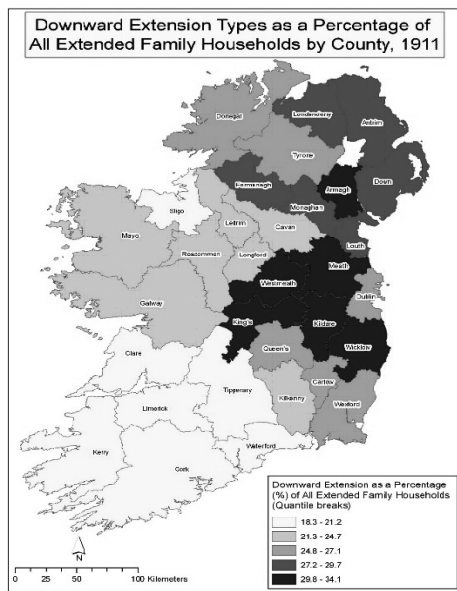 Downward Extension Types as a Percentage of
All Extended Family Households by County, 1911
Donegal
Londonderry
Antrim
Tyrone
Fermanagh
Armagh
Down
Monaghan
Sligo
Leitrim
Cavan
Louth
Mayo
Roscommon
Longford
Meath
Westmeath
Galway
Dublin
King's
Kildare
Queen's
Wicklow
Clare
Carlow
Tipperary
Kilkenny
Wexford
Limerick
Waterford
Kerry
Cork
Downward Extension as a Percentage
(%) of All Extended Family Households
(Quantile breaks)
18.3 - 21.2
21.3 - 24.7
24.8 - 27.1
27.2 - 29.7
29.8 - 34.1
N
0 25 50 100 Kilometers